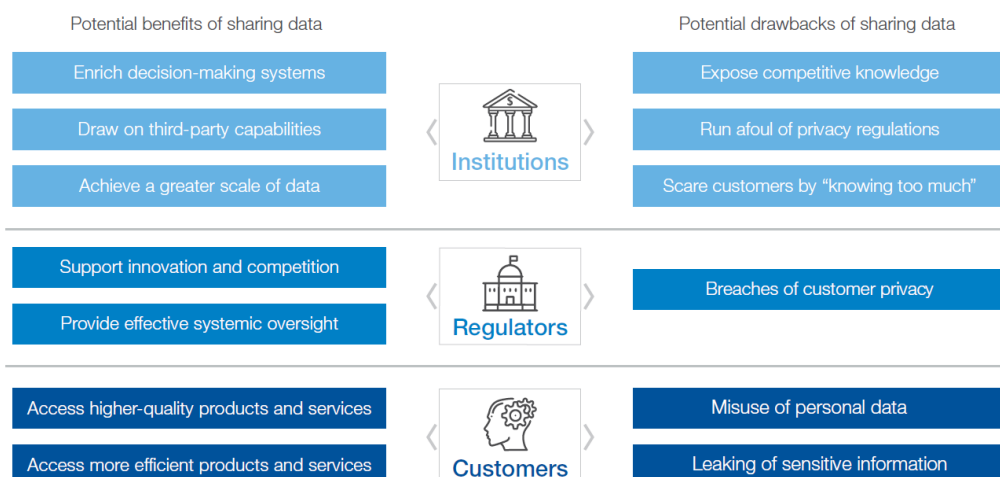 Potential benefits of sharing data
Potential drawbacks of sharing data
Enrich decision-making systems
Draw on third-party capabilities
Achieve a greater scale of data
$
Institutions
Expose competitive knowledge
Run afoul of privacy regulations
Scare customers by “knowing too much”
Support innovation and competition
Provide effective systemic oversight
Regulators
Breaches of customer privacy
Access higher-quality products and services
Access more efficient products and services
Customers
Misuse of personal data
Leaking of sensitive information